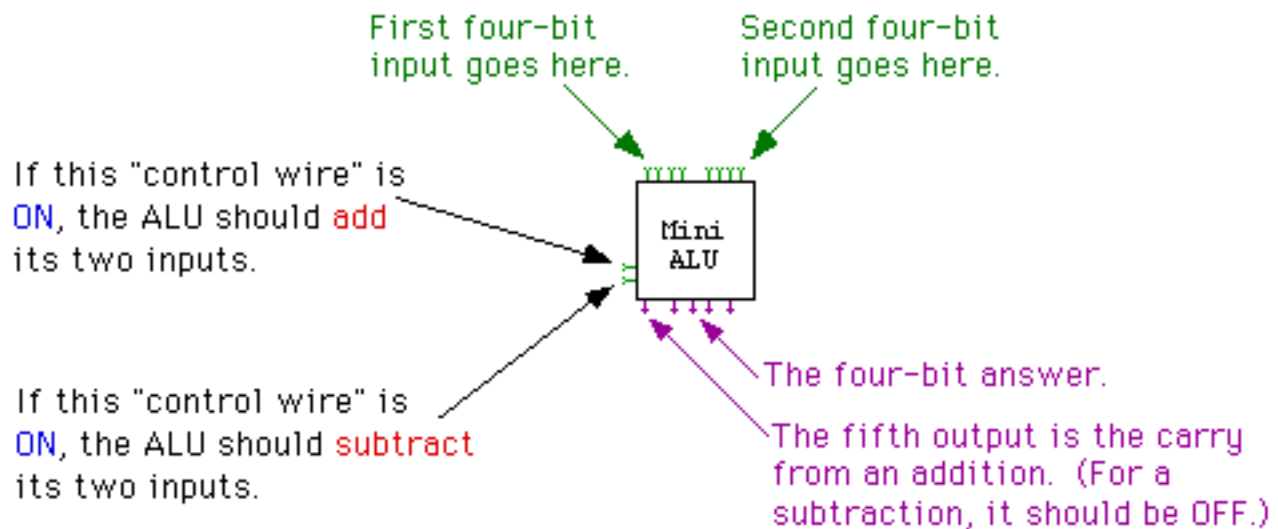 First four-bit
input goes here.
Second four-bit
input goes here.
If this "control wire" is
ON, the ALU should add
its two inputs.
Mini
ALU
If this "control wire" is
ON, the ALU should subtract
its two inputs.
The four-bit answer.
The fifth output is the carry
from an addition. (For a
subtraction, it should be OFF.)